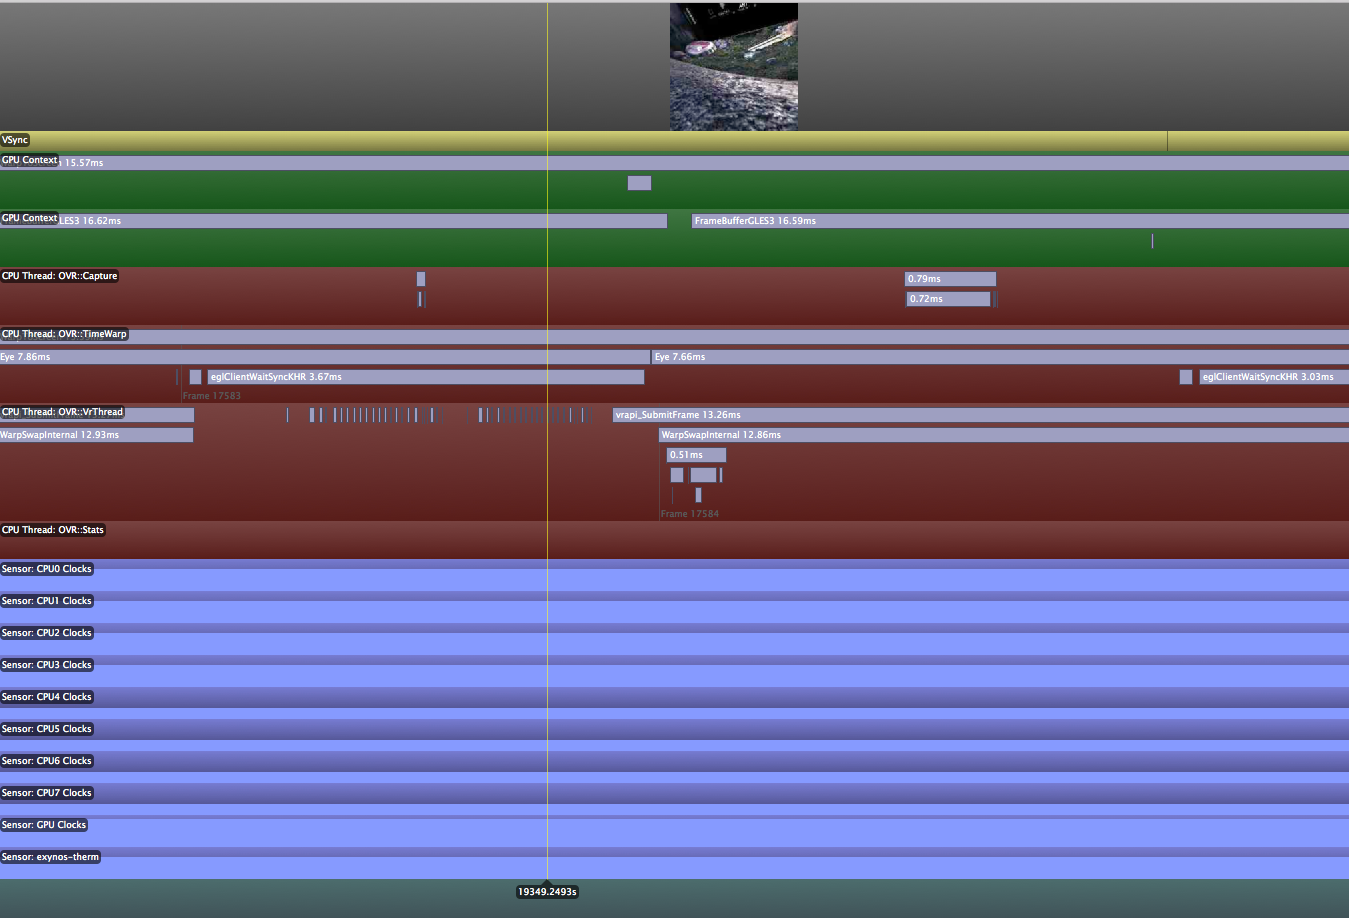 VSync
GPU Context
15.57ms
GPU Context
LES3 16.62ms
FrameBufferGLES3 16.59ms
CPU Thread: OVR::Capture
0.79ms
0.72ms
CPU Thread: OVR::TimeWarp
Eye 7.86ms
Eye 7.66ms
eglClientWaitSyncKHR 3.67ms
eglClientWaitSyncKHR 3.03ms
Frame 17583
CPU Thread: OVR::VrThread
vrapi_SubmitFrame 13.26ms
WarpSwapInternal 12.93ms
WarpSwapInternal 12.86ms
0.51ms
Frame 17584
CPU Thread: OVR::Stats
Sensor: CPU0 Clocks
Sensor: CPU1 Clocks
Sensor: CPU2 Clocks
Sensor: CPU3 Clocks
Sensor: CPU4 Clocks
Sensor: CPU5 Clocks
Sensor: CPU6 Clocks
Sensor: CPU7 Clocks
Sensor: GPU Clocks
Sensor: exynos-therm
19349.2493s